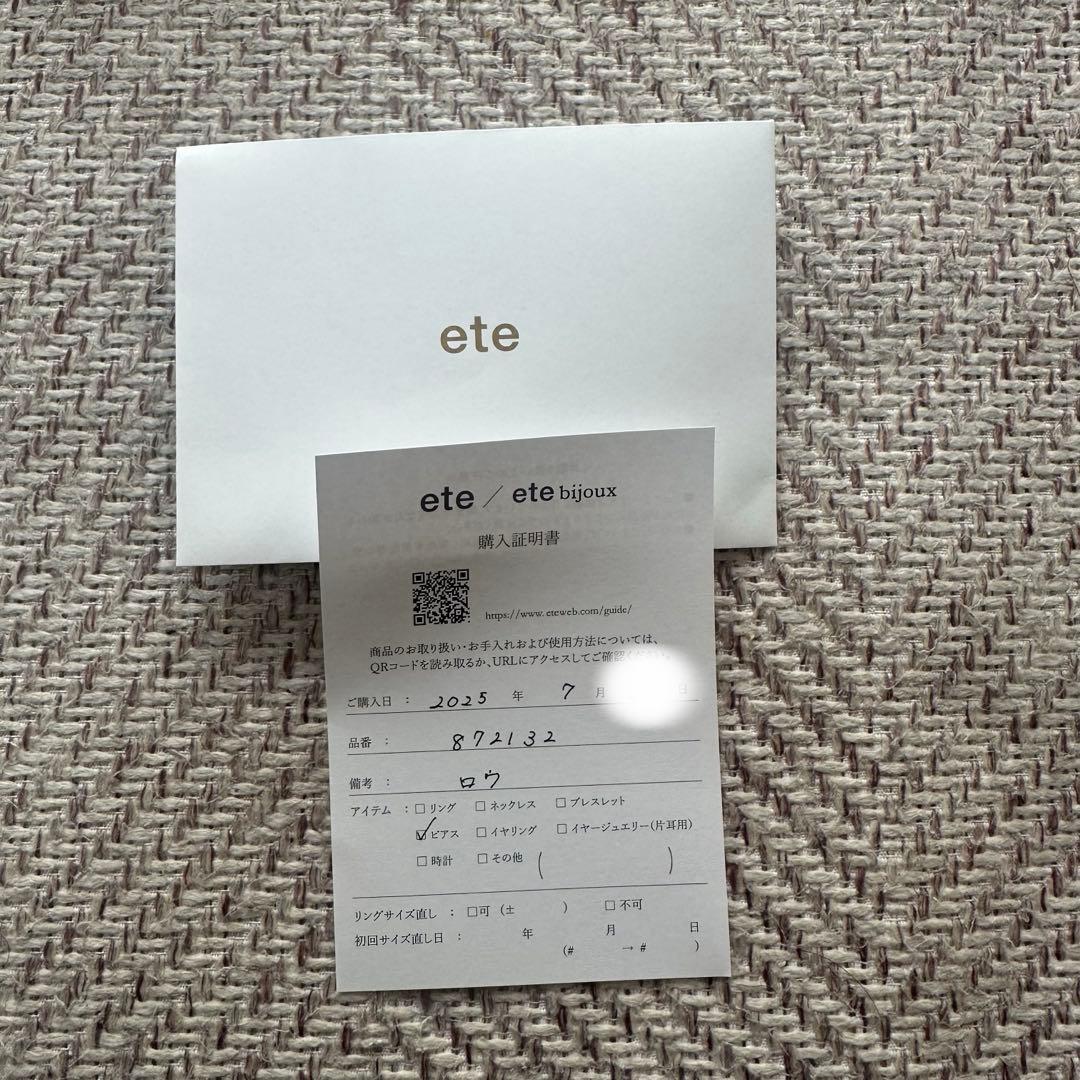 ete
ete / ete bijoux
購入証明書
https://www.eteweb.com/guide/
商品のお取り扱い・お手入れおよび使用方法については、
QRコードを読み取るか、URLにアクセスしてご確認ください。
ご購入日 : 2025 年 7 月 日
品番 : 872132
備考 : ロウ
アイテム : □リング □ネックレス □ブレスレット
☑ピアス □イヤリング □イヤージュエリー(片耳用)
□時計 □その他 ( )
リングサイズ直し : □可 (± ) □不可
初回サイズ直し日 : 年 月 日
(# → # )